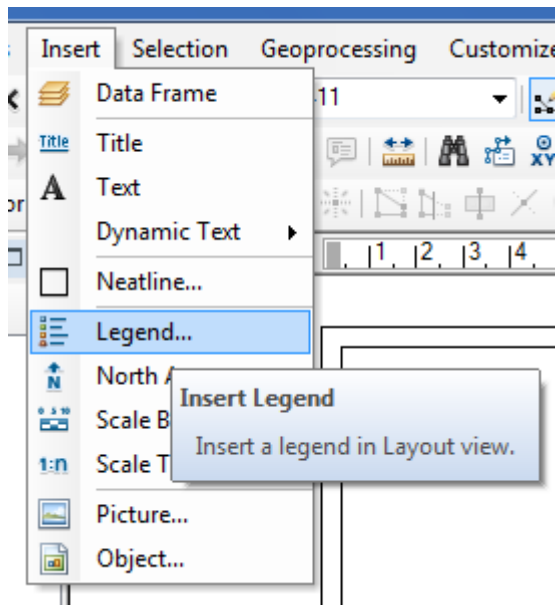 Insert Selection Geoprocessing Customize
Data Frame
11
Title Title
XY
A Text
Dynamic Text
1 2 3 4
Neatline...
Legend...
N North A
Insert Legend
Scale B
Insert a legend in Layout view.
1:n Scale T
Picture...
Object...